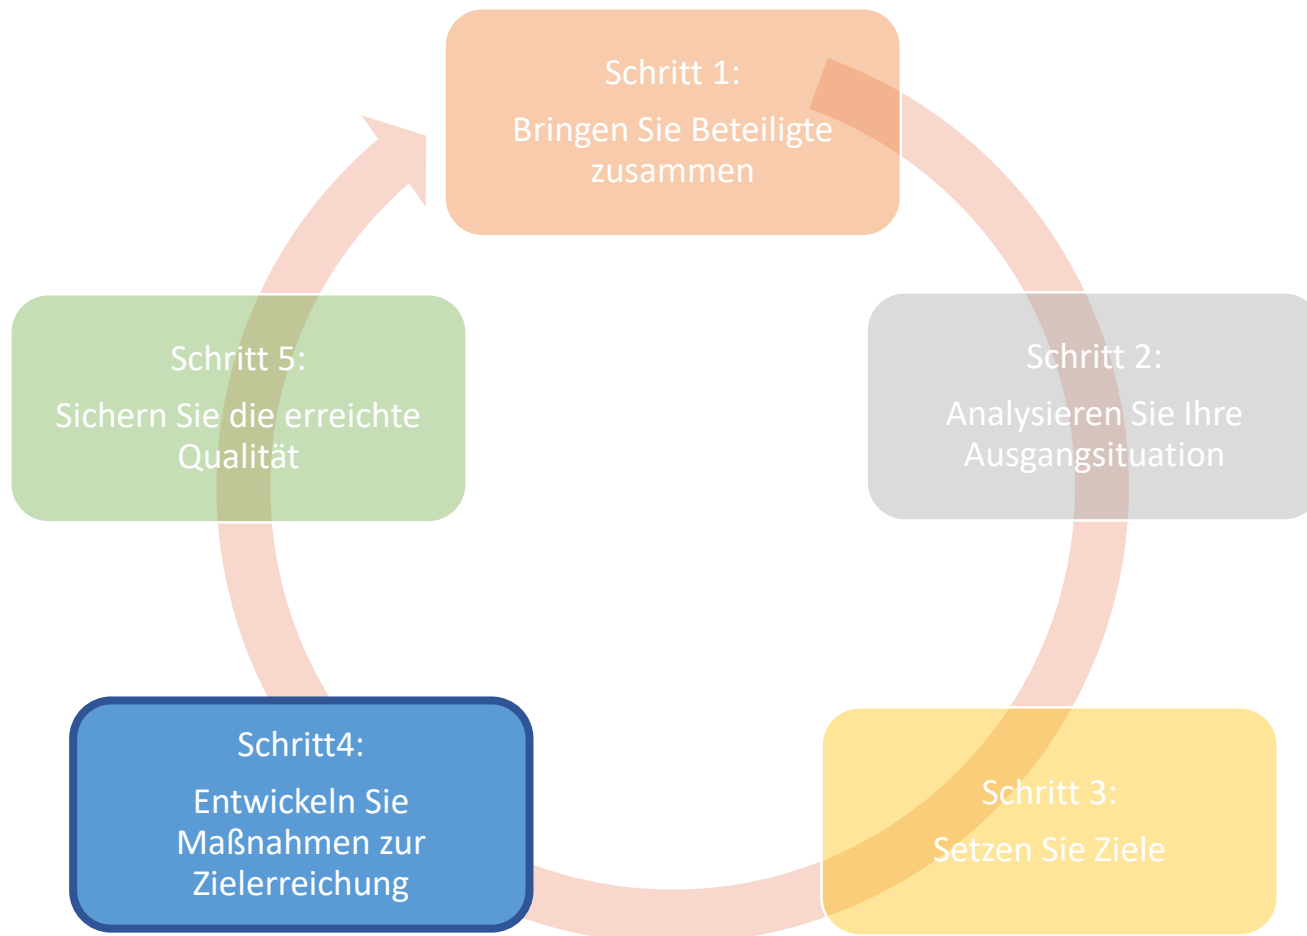 Schritt 1:
Bringen Sie Beteiligte
zusammen
Schritt 2:
Analysieren Sie Ihre
Ausgangsituation
Schritt 3:
Setzen Sie Ziele
Schritt4:
Entwickeln Sie
Maßnahmen zur
Zielerreichung
Schritt 5:
Sichern Sie die erreichte
Qualität